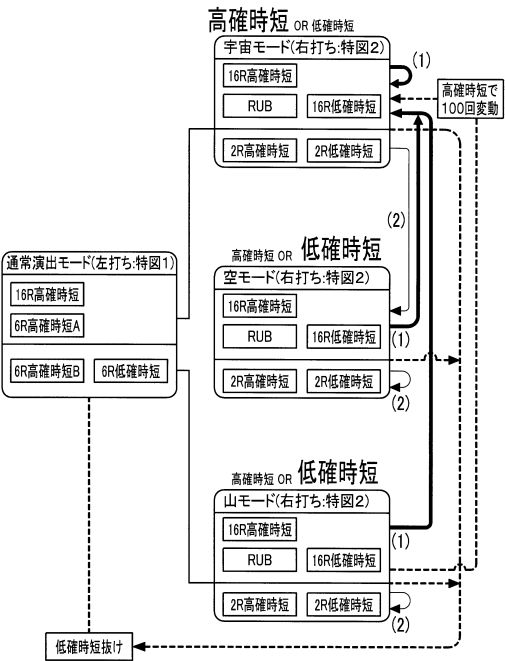 高確時短 OR 低確時短
宇宙モード(右打ち:特図2)
16R高確時短
RUB
16R低確時短
2R高確時短
2R低確時短
(1)
高確時短で
100回変動
(2)
高確時短 OR 低確時短
空モード(右打ち:特図2)
16R高確時短
RUB
16R低確時短
2R高確時短
2R低確時短
(1)
(2)
通常演出モード(左打ち:特図1)
16R高確時短
6R高確時短A
6R高確時短B
6R低確時短
高確時短 OR 低確時短
山モード(右打ち:特図2)
16R高確時短
RUB
16R低確時短
2R高確時短
2R低確時短
(1)
(2)
低確時短抜け